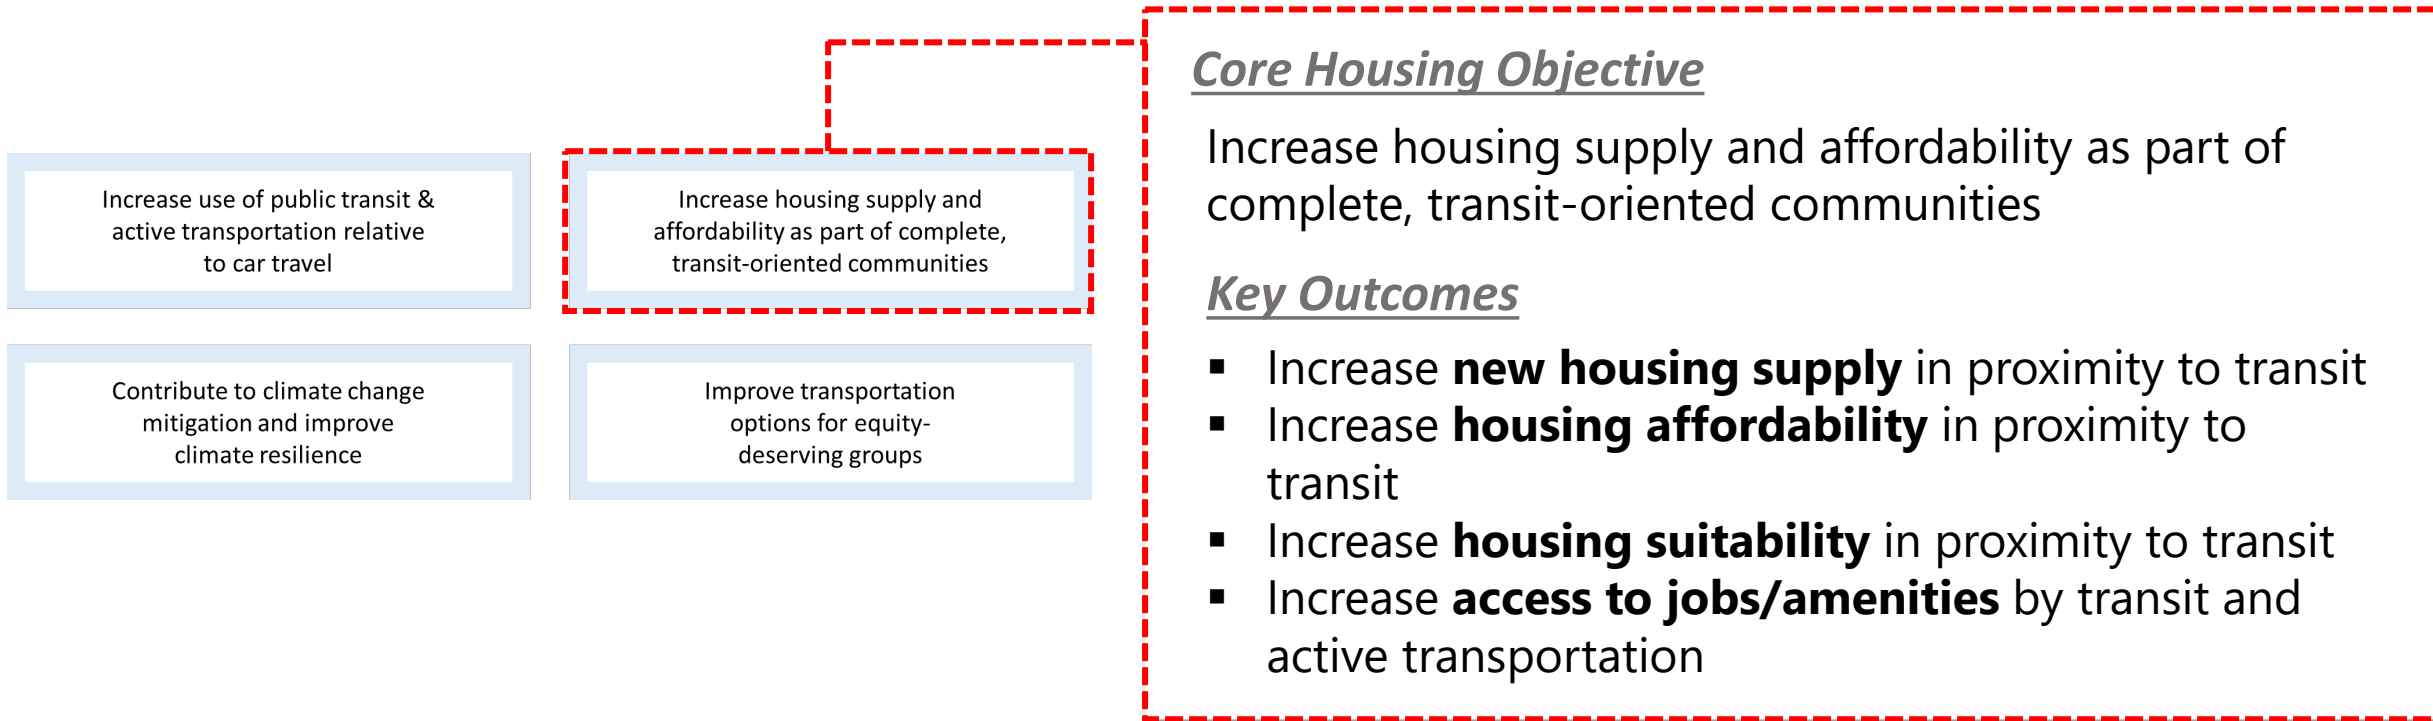 Increase use of public transit &
active transportation relative
to car travel
Increase housing supply and
affordability as part of complete,
transit-oriented communities
Contribute to climate change
mitigation and improve
climate resilience
Improve transportation
options for equity-
deserving groups
Core Housing Objective
Increase housing supply and affordability as part of
complete, transit-oriented communities
Key Outcomes
▪ Increase new housing supply in proximity to transit
▪ Increase housing affordability in proximity to
transit
▪ Increase housing suitability in proximity to transit
▪ Increase access to jobs/amenities by transit and
active transportation